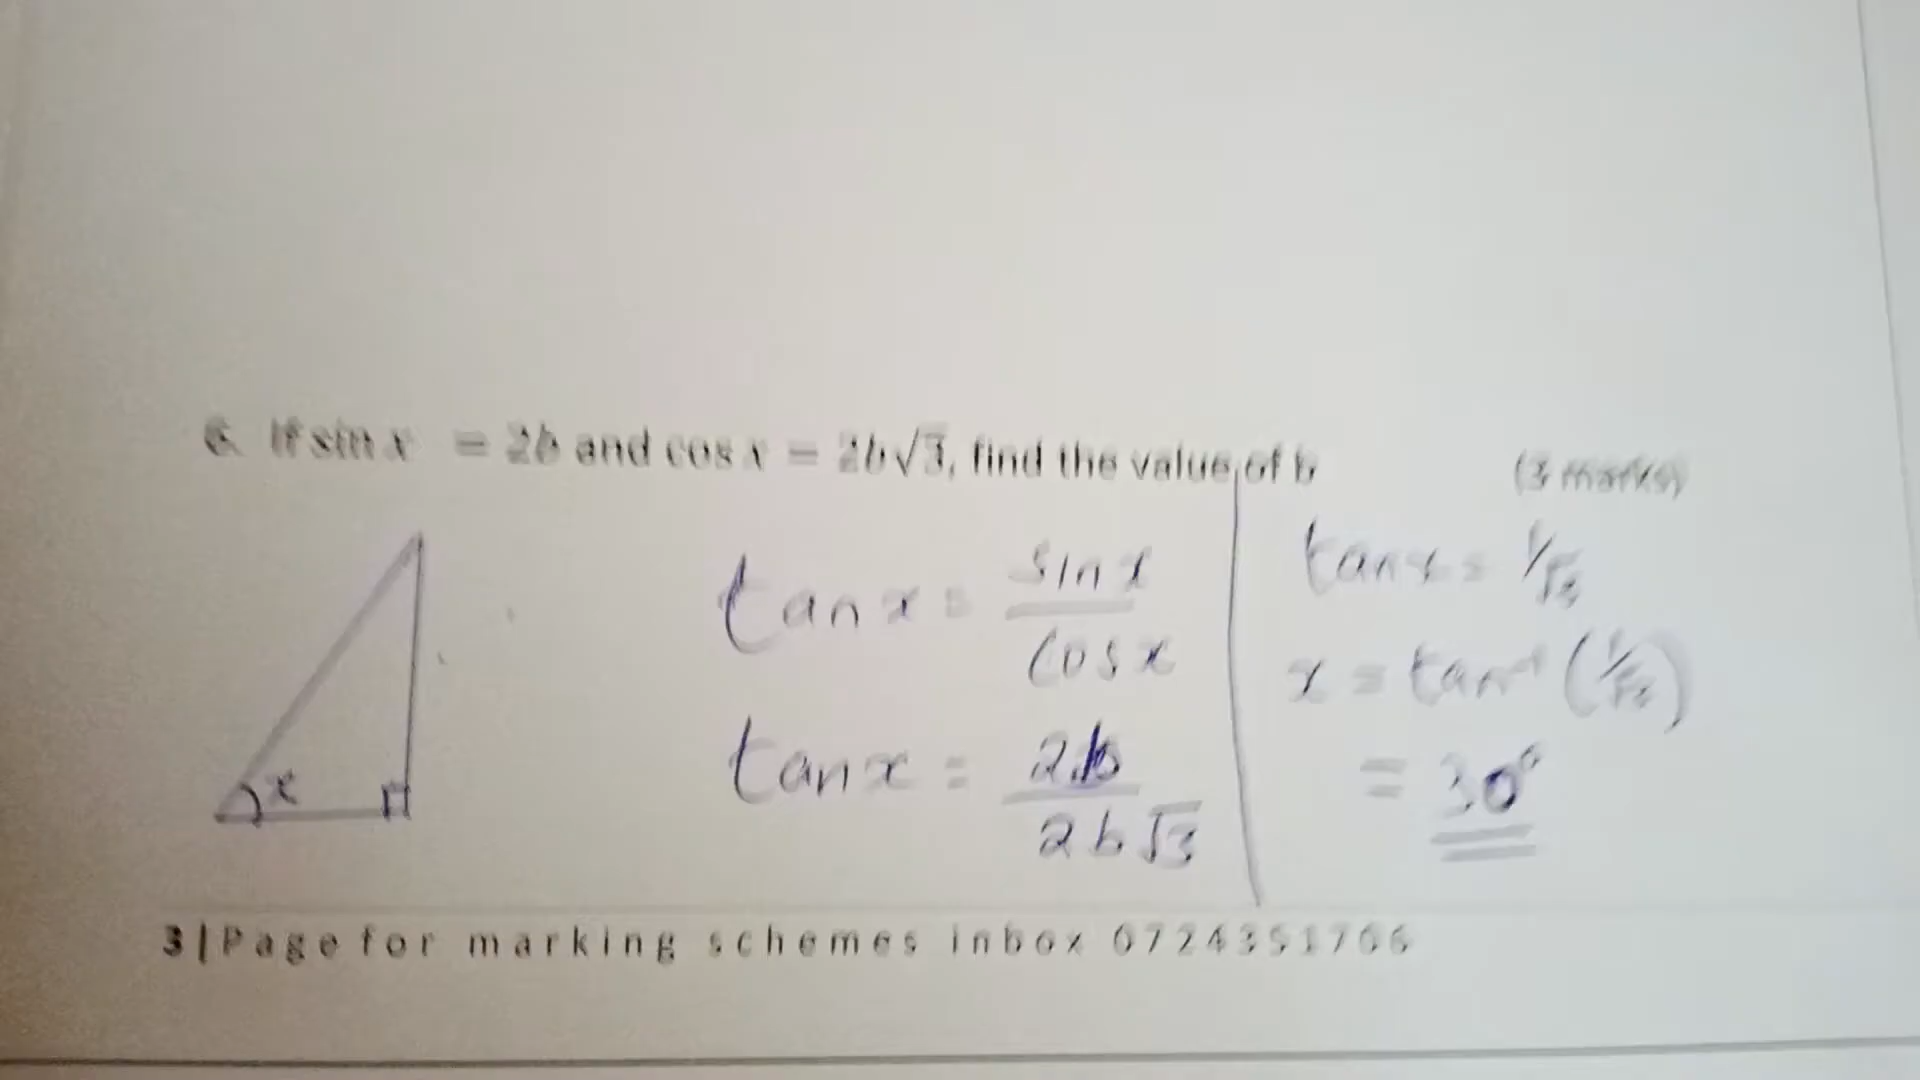 6. If sin x = 2b and cos x = 2b√3, find the value of b (3 marks)
x
tan x = sin x / cos x
tan x = 2b / 2b√3
tan x = 1/√3
x = tan⁻¹ (1/√3)
= 30°
3 | Page for marking schemes inbox 0724351706